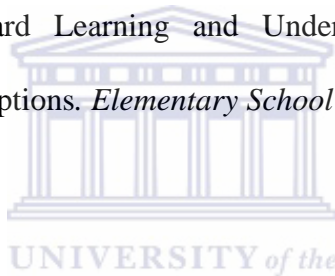 ard Learning and Under
ptions. Elementary School
UNIVERSITY of the